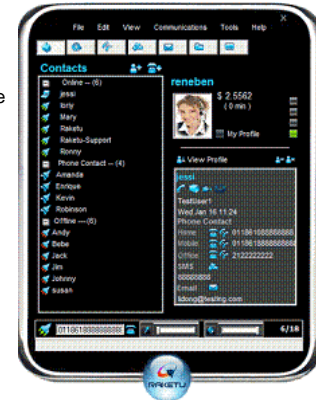 File Edit View Communications Tools Help X
Contacts
Online -- (6)
jessi
lorly
Mary
Raketu
Raketu-Support
Ronny
Phone Contact -- (4)
Amanda
Enrique
Kevin
Robinson
Offline ---(6)
Andy
Bebe
Jack
Jim
Johnny
susan
e
reneben
$ 2.5562
( 0 min )
My Profile
View Profile
jessi
TestUser1
Wed Jan 16 11:24
Phone Contact
Home
Mobile
Office 2122222222
SMS
Email
lidong@testing.com
6/18
RAKETU